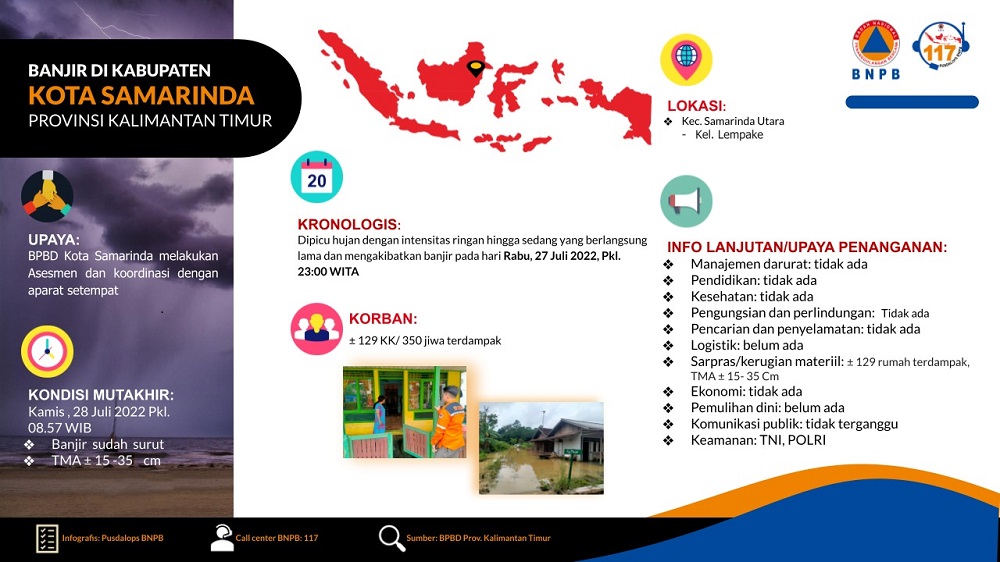 BANJIR DI KABUPATEN
KOTA SAMARINDA
PROVINSI KALIMANTAN TIMUR
UPAYA:
BPBD Kota Samarinda melakukan
Asesmen dan koordinasi dengan
aparat setempat
KONDISI MUTAKHIR:
Kamis , 28 Juli 2022 Pkl.
08.57 WIB
❖ Banjir sudah surut
❖ TMA ± 15 -35 cm
20
KRONOLOGIS:
Dipicu hujan dengan intensitas ringan hingga sedang yang berlangsung
lama dan mengakibatkan banjir pada hari Rabu, 27 Juli 2022, Pkl.
23:00 WITA
KORBAN:
± 129 KK/ 350 jiwa terdampak
LOKASI:
❖ Kec. Samarinda Utara
- Kel. Lempake
BNPB
117
INFO LANJUTAN/UPAYA PENANGANAN:
❖ Manajemen darurat: tidak ada
❖ Pendidikan: tidak ada
❖ Kesehatan: tidak ada
❖ Pengungsian dan perlindungan: Tidak ada
❖ Pencarian dan penyelamatan: tidak ada
❖ Logistik: belum ada
❖ Sarpras/kerugian materiil: ± 129 rumah terdampak,
TMA ± 15- 35 Cm
❖ Ekonomi: tidak ada
❖ Pemulihan dini: belum ada
❖ Komunikasi publik: tidak terganggu
❖ Keamanan: TNI, POLRI
Infografis: Pusdalops BNPB
Call center BNPB: 117
Sumber: BPBD Prov. Kalimantan Timur